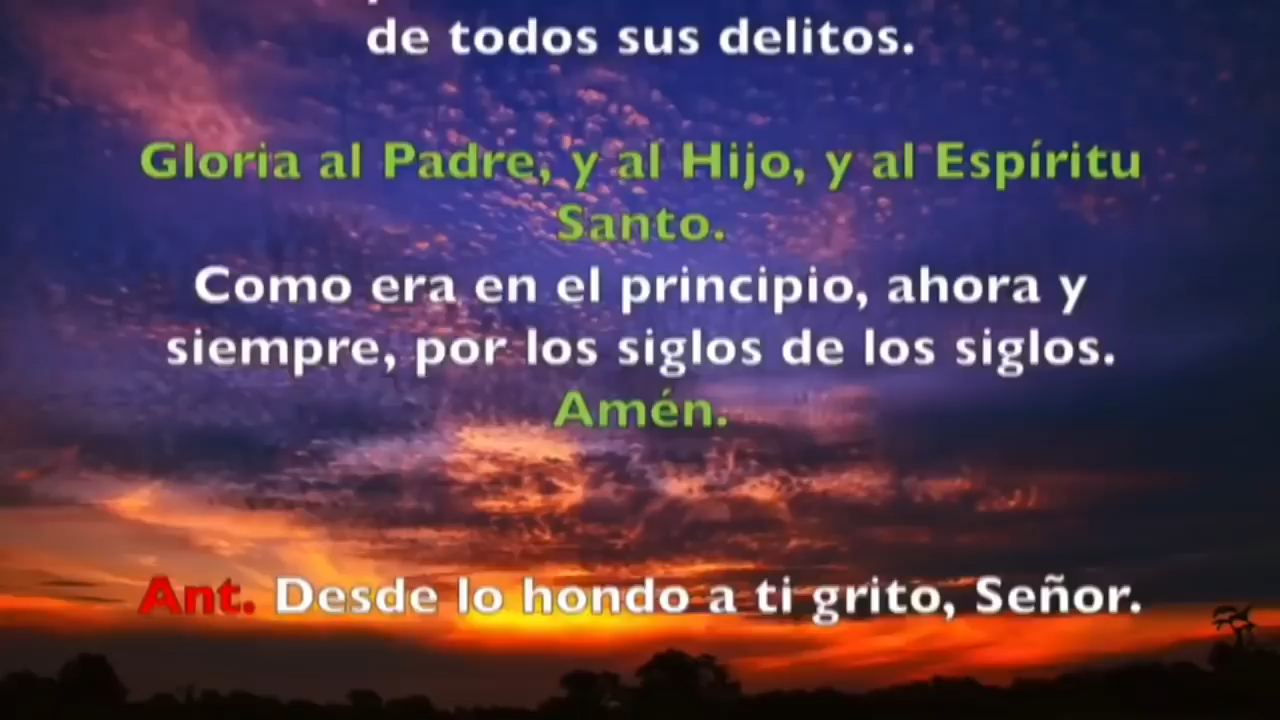 de todos sus delitos.
Gloria al Padre, y al Hijo, y al Espíritu
Santo.
Como era en el principio, ahora y
siempre, por los siglos de los siglos.
Amén.
Ant. Desde lo hondo a ti grito, Señor.